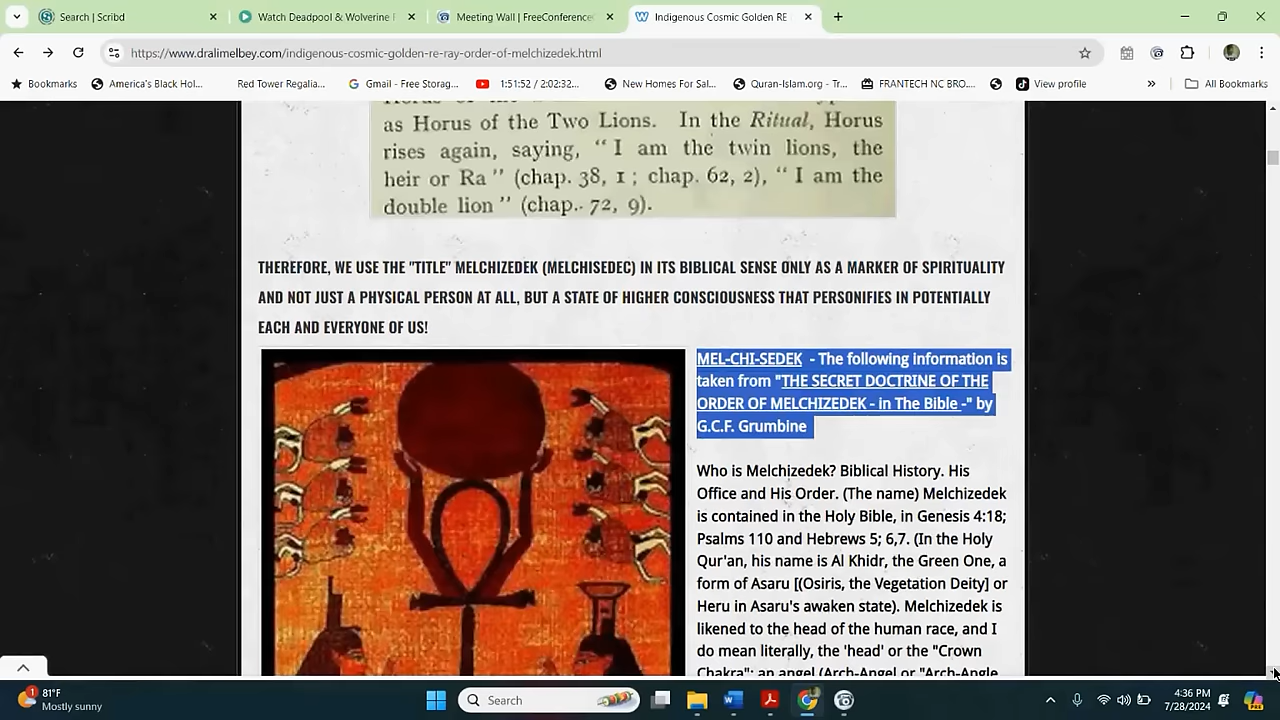 Search | Scribd
Watch Deadpool & Wolverine F
Meeting Wall | FreeConference
Indigenous Cosmic Golden RE
https://www.dralimelbey.com/indigenous-cosmic-golden-re-ray-order-of-melchizedek.html
Bookmarks
America's Black Hol...
Red Tower Regalia...
Gmail - Free Storag...
1:51:52 / 2:02:32...
New Homes For Sal...
Quran-Islam.org - Tr...
FRANTECH NC BRO...
View profile
All Bookmarks
as Horus of the Two Lions. In the Ritual, Horus
rises again, saying, “ I am the twin lions, the
heir or Ra ” (chap. 38, 1 ; chap. 62, 2), “ I am the
double lion ” (chap. 72, 9).
THEREFORE, WE USE THE "TITLE" MELCHIZEDEK (MELCHISEDEC) IN ITS BIBLICAL SENSE ONLY AS A MARKER OF SPIRITUALITY
AND NOT JUST A PHYSICAL PERSON AT ALL, BUT A STATE OF HIGHER CONSCIOUSNESS THAT PERSONIFIES IN POTENTIALLY
EACH AND EVERYONE OF US!
MEL-CHI-SEDEK - The following information is
taken from "THE SECRET DOCTRINE OF THE
ORDER OF MELCHIZEDEK - in The Bible -" by
G.C.F. Grumbine
Who is Melchizedek? Biblical History. His
Office and His Order. (The name) Melchizedek
is contained in the Holy Bible, in Genesis 4:18;
Psalms 110 and Hebrews 5; 6,7. (In the Holy
Qur'an, his name is Al Khidr, the Green One, a
form of Asaru [(Osiris, the Vegetation Deity] or
Heru in Asaru's awaken state). Melchizedek is
likened to the head of the human race, and I
do mean literally, the 'head' or the "Crown
Chakra"; an angel (Arch-Angel or "Arch-Angle
1
81°F
Mostly sunny
Search
4:36 PM
7/28/2024